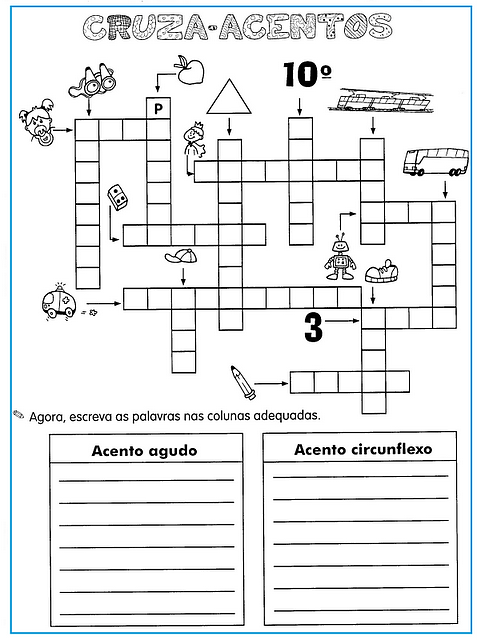 CRUZA-ACENTOS
10º
P
3
Agora, escreva as palavras nas colunas adequadas.
Acento agudo
Acento circunflexo